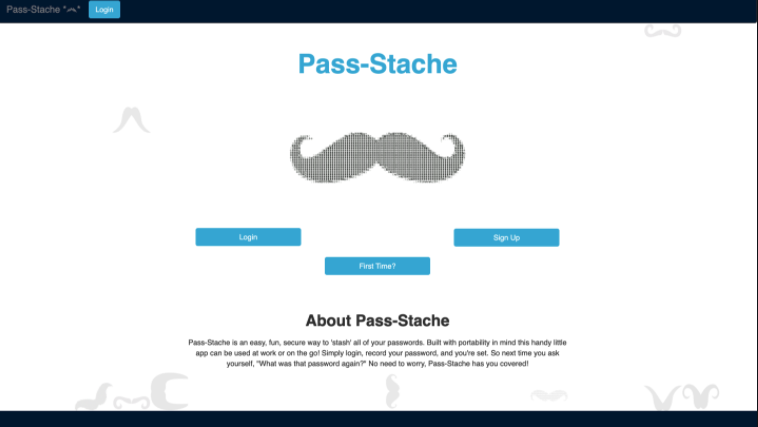 Pass-Stache "~"
Login
Pass-Stache
Login
Sign Up
First Time?
About Pass-Stache
Pass-Stache is an easy, fun, secure way to 'stash' all of your passwords. Built with portability in mind this handy little
app can be used at work or on the go! Simply login, record your password, and you're set. So next time you ask
yourself, "What was that password again?" No need to worry, Pass-Stache has you covered!